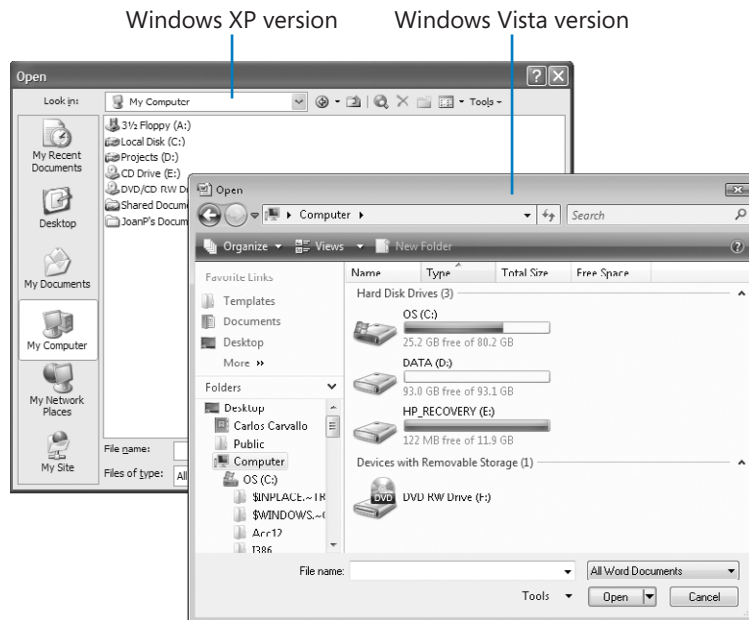 Windows XP version
Windows Vista version
Open
Look in:
My Computer
Tools
My Recent
Documents
Desktop
My Documents
My Computer
My Network
Places
My Site
3½ Floppy (A:)
Local Disk (C:)
Projects (D:)
CD Drive (E:)
DVD/CD RW
Shared
JoanP's
File name:
Files of type:
Open
Computer
Search
Organize
Views
New Folder
Favorite Links
Templates
Documents
Desktop
More »
Folders
Desktop
Carlos Carvallo
Public
Computer
OS (C:)
$INPLACE.~TR
$WINDOWS.~
I386
Name Type Total Size Free Space
Hard Disk Drives (3)
OS (C:)
25.2 GB free of 80.2 GB
DATA (D:)
93.0 GB free of 93.1 GB
HP_RECOVERY (E:)
122 MB free of 11.9 GB
Devices with Removable Storage (1)
DVD
DVD RW Drive (F:)
File name:
All Word Documents
Tools
Open
Cancel